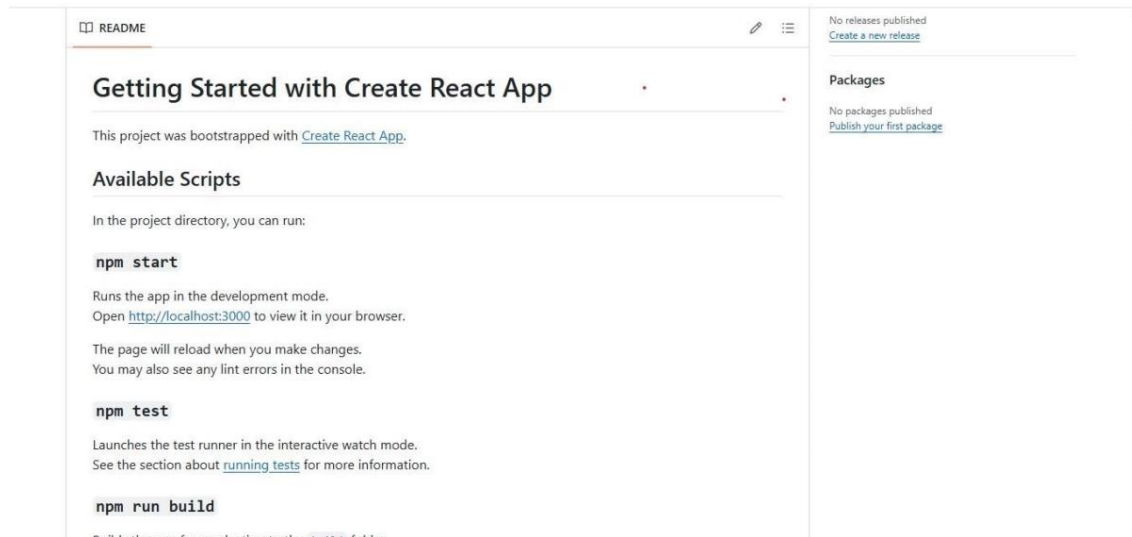 README
Getting Started with Create React App
This project was bootstrapped with Create React App.
Available Scripts
In the project directory, you can run:
npm start
Runs the app in the development mode.
Open http://localhost:3000 to view it in your browser.
The page will reload when you make changes.
You may also see any lint errors in the console.
npm test
Launches the test runner in the interactive watch mode.
See the section about running tests for more information.
npm run build
No releases published
Create a new release
Packages
No packages published
Publish your first package